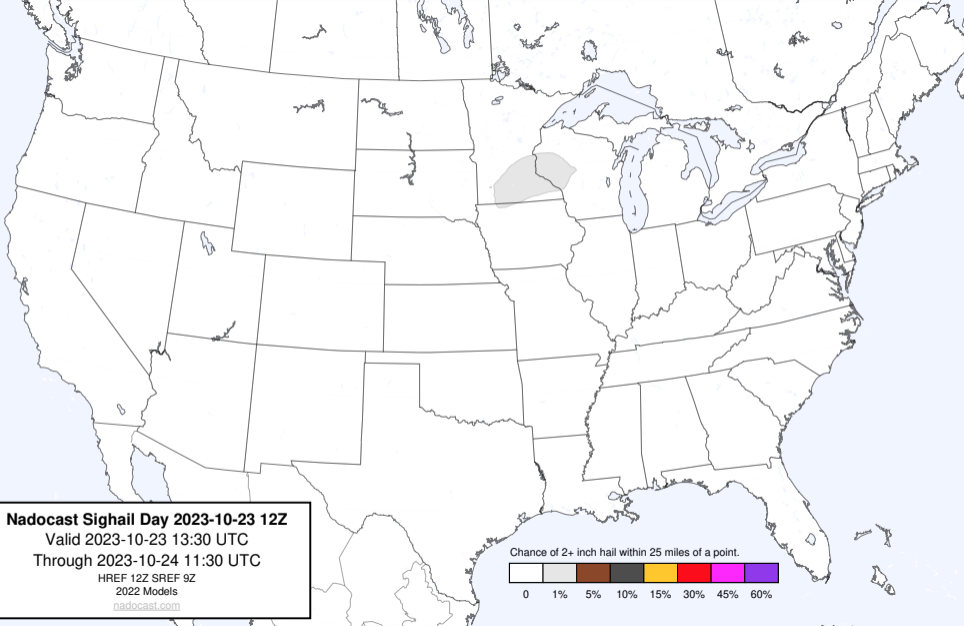 Nadocast Sighail Day 2023-10-23 12Z
Valid 2023-10-23 13:30 UTC
Through 2023-10-24 11:30 UTC
HREF 12Z SREF 9Z
2022 Models
nadocast.com
Chance of 2+ inch hail within 25 miles of a point.
0 1% 5% 10% 15% 30% 45% 60%